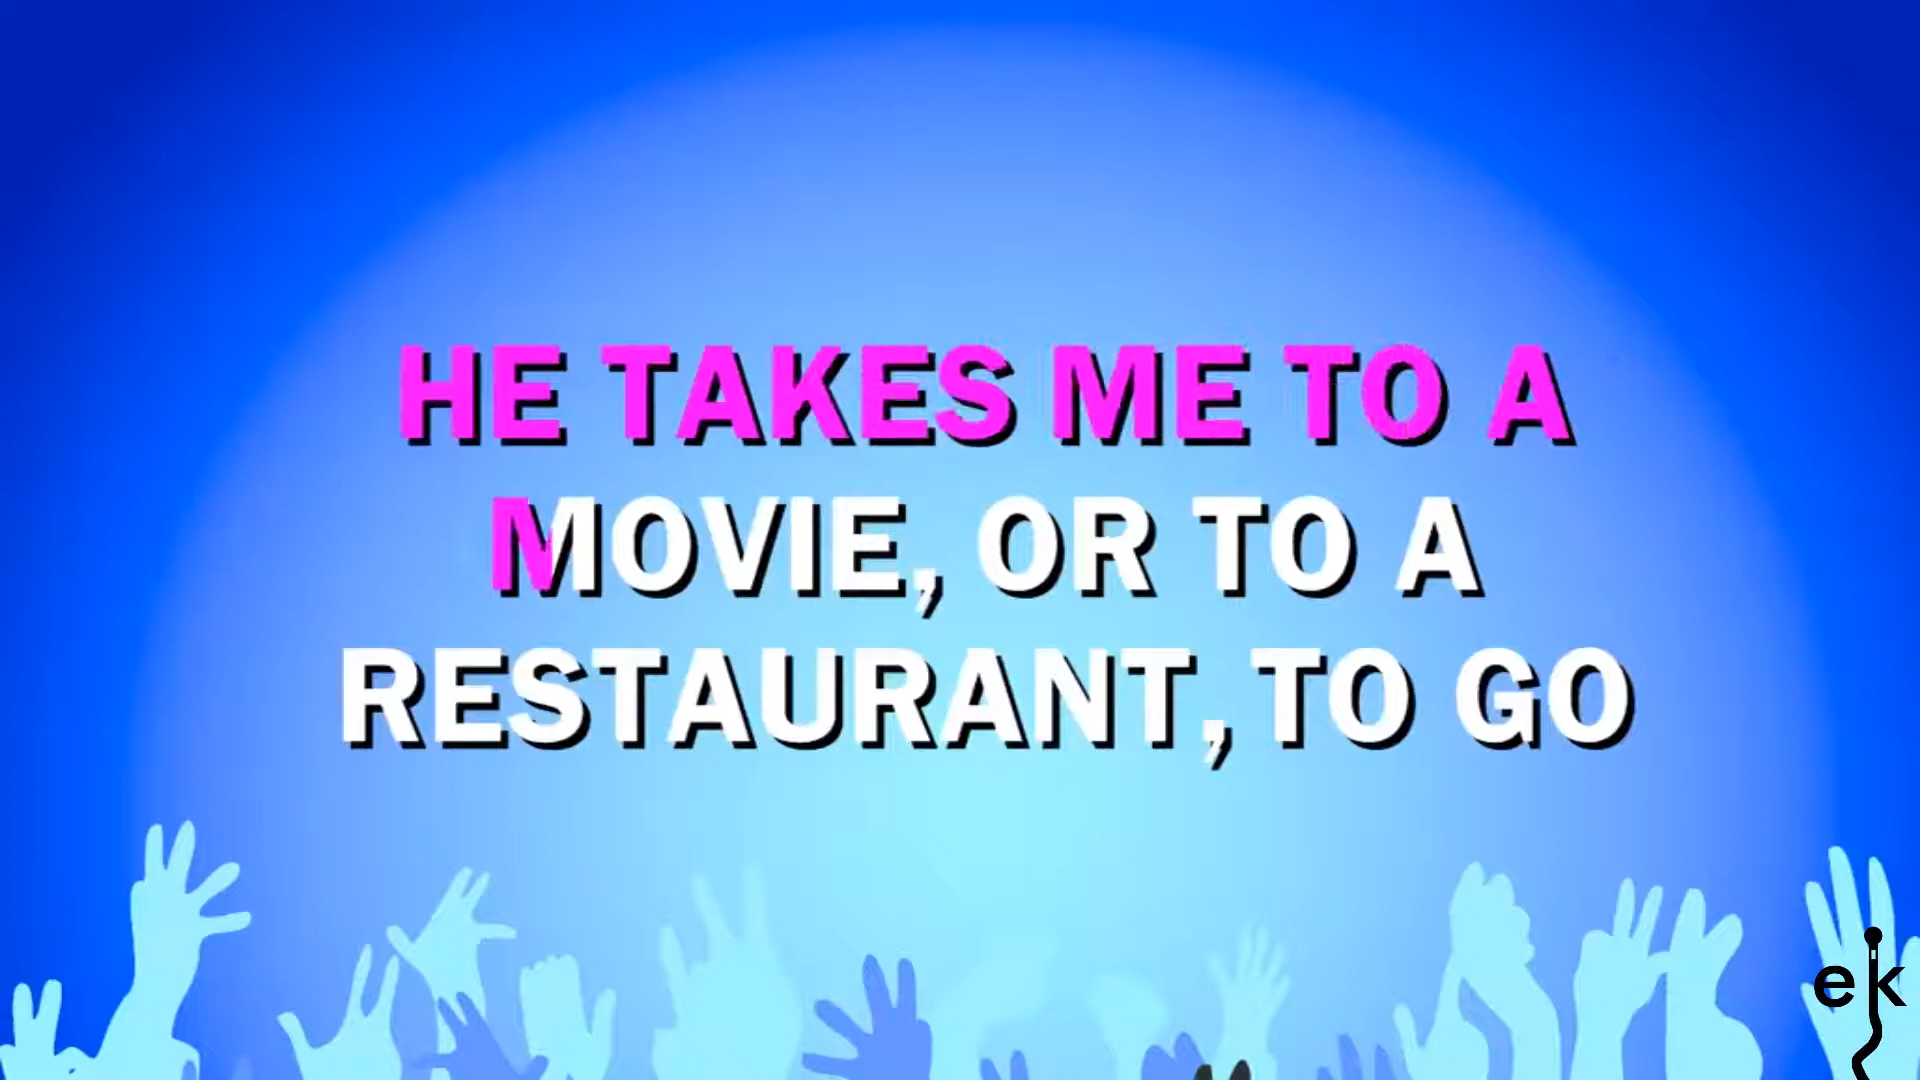 HE TAKES ME TO A
MOVIE, OR TO A
RESTAURANT, TO GO
ek